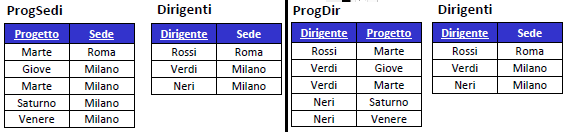 ProgSedi
Progetto Sede
Marte Roma
Giove Milano
Marte Milano
Saturno Milano
Venere Milano
Dirigenti
Dirigente Sede
Rossi Roma
Verdi Milano
Neri Milano
ProgDir
Dirigente Progetto
Rossi Marte
Verdi Giove
Verdi Marte
Neri Saturno
Neri Venere
Dirigenti
Dirigente Sede
Rossi Roma
Verdi Milano
Neri Milano